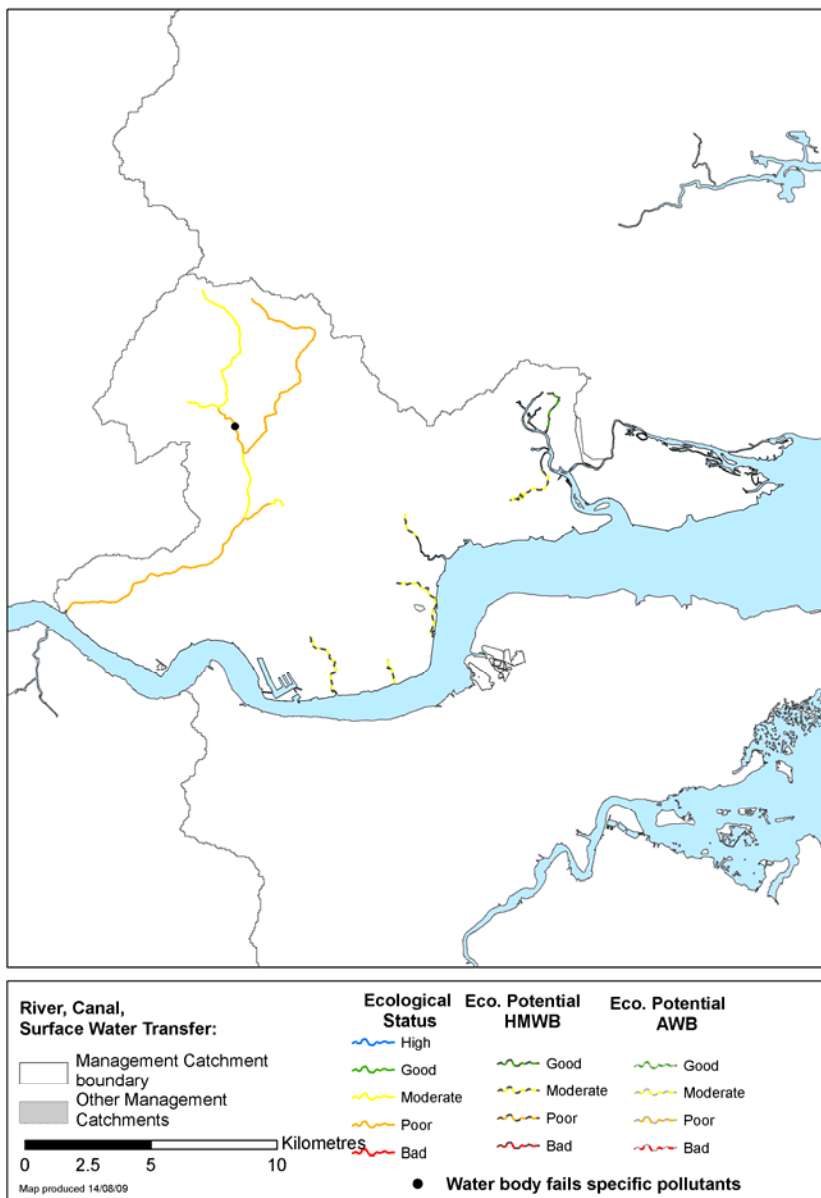 River, Canal,
Surface Water Transfer:
Management Catchment
boundary
Other Management
Catchments
Kilometres
0 2.5 5 10
Map produced 14/08/09
Ecological
Status
High
Good
Moderate
Poor
Bad
Eco. Potential
HMWB
Good
Moderate
Poor
Bad
Eco. Potential
AWB
Good
Moderate
Poor
Bad
Water body fails specific pollutants